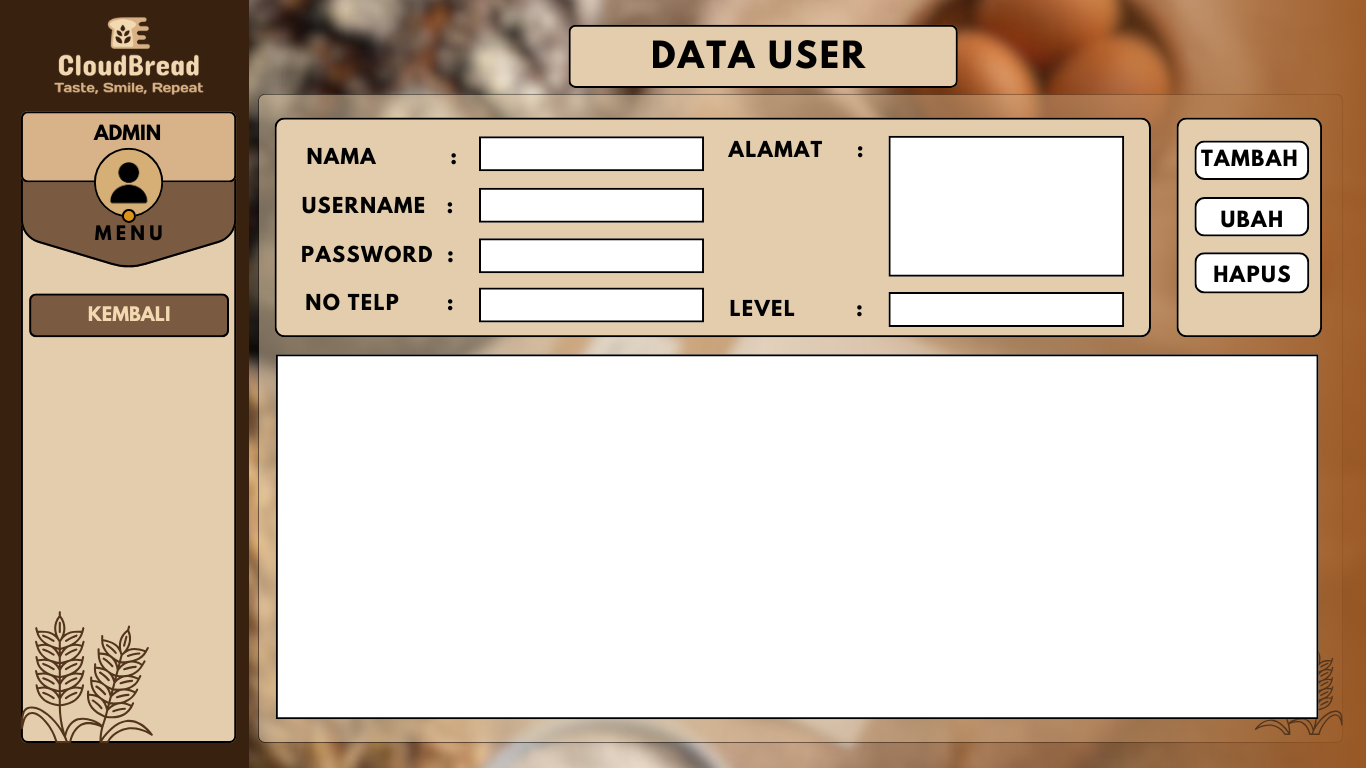 CloudBread
Taste, Smile, Repeat
ADMIN
MENU
KEMBALI
DATA USER
NAMA :
USERNAME :
PASSWORD :
NO TELP :
ALAMAT :
LEVEL :
TAMBAH
UBAH
HAPUS